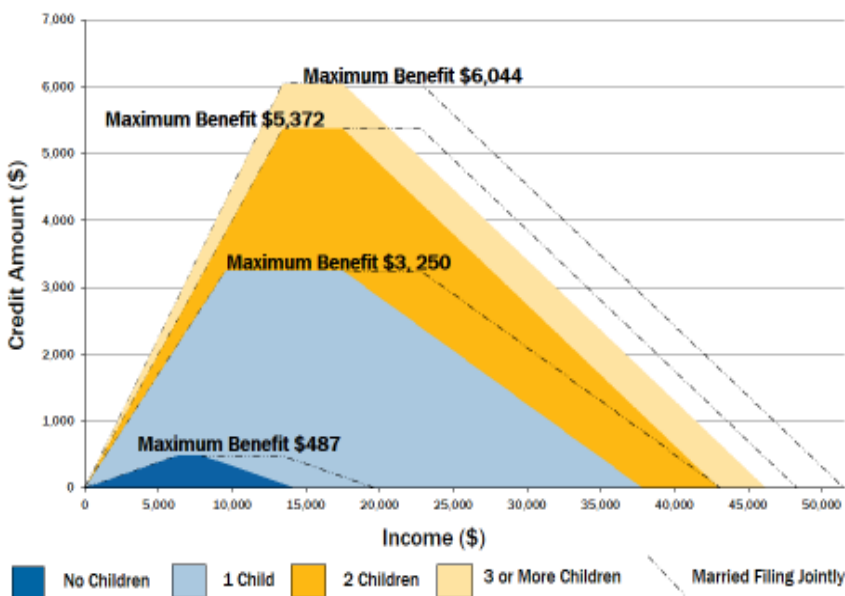 7,000
Maximum Benefit $6,044
6,000
Maximum Benefit $5,372
5,000
4,000
Maximum Benefit $3, 250
3,000
2,000
1,000
Maximum Benefit $487
0
Credit Amount ($)
0 5,000 10,000 15,000 20,000 25,000 30,000 35,000 40,000 45,000 50,000
Income ($)
No Children 1 Child 2 Children 3 or More Children Married Filing Jointly